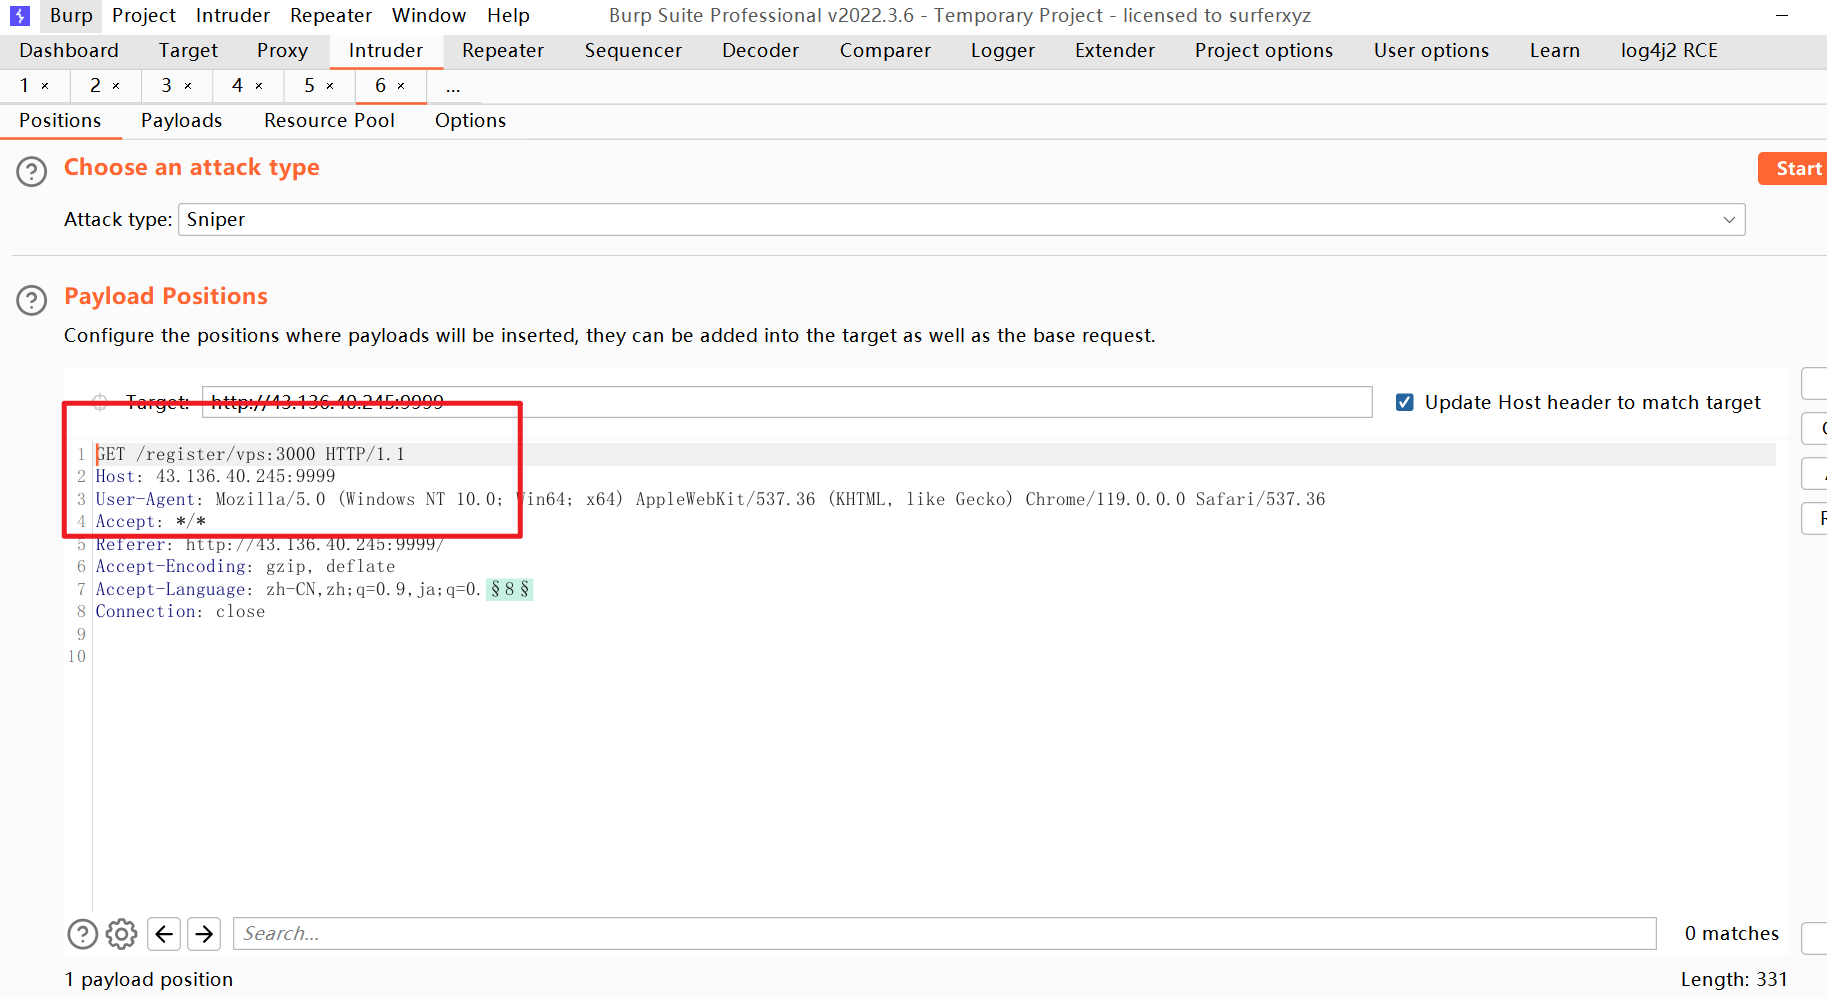 Burp Project Intruder Repeater Window Help Burp Suite Professional v2022.3.6 - Temporary Project - licensed to surferxyz
Dashboard Target Proxy Intruder Repeater Sequencer Decoder Comparer Logger Extender Project options User options Learn log4j2 RCE
1 × 2 × 3 × 4 × 5 × 6 × ...
Positions Payloads Resource Pool Options
Choose an attack type
Start
Attack type: Sniper
Payload Positions
Configure the positions where payloads will be inserted, they can be added into the target as well as the base request.
Target: http://43.136.40.245:9999 Update Host header to match target
1 GET /register/vps:3000 HTTP/1.1
2 Host: 43.136.40.245:9999
3 User-Agent: Mozilla/5.0 (Windows NT 10.0; Win64; x64) AppleWebKit/537.36 (KHTML, like Gecko) Chrome/119.0.0.0 Safari/537.36
4 Accept: */*
5 Referer: http://43.136.40.245:9999/
6 Accept-Encoding: gzip, deflate
7 Accept-Language: zh-CN,zh;q=0.9,ja;q=0.§8§
8 Connection: close
9
10
Search... 0 matches
1 payload position Length: 331